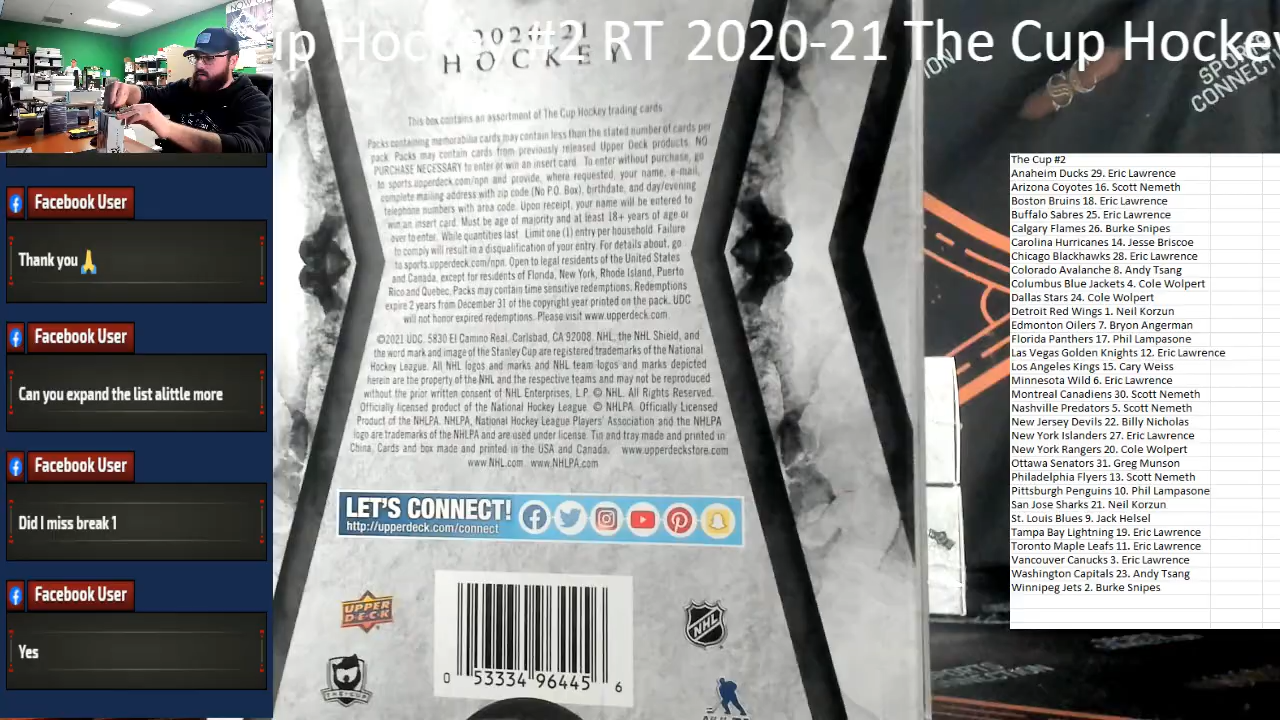 up Hockey #2 RT 2020-21 The Cup Hockey
2020-21
HOCKEY
This box contains an assortment of The Cup Hockey trading cards
Packs containing memorabilia cards may contain less than the stated number of cards per
pack. Packs may contain cards from previously released Upper Deck products. NO
PURCHASE NECESSARY to enter or win an insert card. To enter without purchase, go
to sports.upperdeck.com/npn and provide, where requested, your name, e-mail,
complete mailing address with zip code (No P.O. Box), birthdate, and day/evening
telephone numbers with area code. Upon receipt, your name will be entered to
win an insert card. Must be age of majority and at least 18+ years of age or
over to enter. While quantities last. Limit one (1) entry per household. Failure
to comply will result in a disqualification of your entry. For details about, go
to sports.upperdeck.com/npn. Open to legal residents of the United States
and Canada, except for residents of Florida, New York, Rhode Island, Puerto
Rico and Quebec. Packs may contain time sensitive redemptions. Redemptions
expire 2 years from December 31 of the copyright year printed on the pack. UDC
will not honor expired redemptions. Please visit www.upperdeck.com
©2021 UDC. 5830 El Camino Real, Carlsbad, CA 92008. NHL, the NHL Shield, and
the word mark and image of the Stanley Cup are registered trademarks of the National
Hockey League. All NHL logos and marks and NHL team logos and marks depicted
herein are the property of the NHL and the respective teams and may not be reproduced
without the prior written consent of NHL Enterprises, L.P. © NHL. All Rights Reserved.
Officially licensed product of the National Hockey League. © NHLPA. Officially Licensed
Product of the NHLPA. NHLPA, National Hockey League Players' Association and the NHLPA
logo are trademarks of the NHLPA and are used under license. Tin and tray made and printed in
China. Cards and box made and printed in the USA and Canada. www.upperdeckstore.com
www.NHL.com www.NHLPA.com
LET'S CONNECT!
http://upperdeck.com/connect
UPPER DECK
THE CUP
0 53334 96445 6
NHL
SPORTS
CONNECTION
Facebook User
Thank you🙏
Facebook User
Can you expand the list alittle more
Facebook User
Did I miss break 1
Facebook User
Yes
The Cup #2
Anaheim Ducks 29. Eric Lawrence
Arizona Coyotes 16. Scott Nemeth
Boston Bruins 18. Eric Lawrence
Buffalo Sabres 25. Eric Lawrence
Calgary Flames 26. Burke Snipes
Carolina Hurricanes 14. Jesse Briscoe
Chicago Blackhawks 28. Eric Lawrence
Colorado Avalanche 8. Andy Tsang
Columbus Blue Jackets 4. Cole Wolpert
Dallas Stars 24. Cole Wolpert
Detroit Red Wings 1. Neil Korzun
Edmonton Oilers 7. Bryon Angerman
Florida Panthers 17. Phil Lampasone
Las Vegas Golden Knights 12. Eric Lawrence
Los Angeles Kings 15. Cary Weiss
Minnesota Wild 6. Eric Lawrence
Montreal Canadiens 30. Scott Nemeth
Nashville Predators 5. Scott Nemeth
New Jersey Devils 22. Billy Nicholas
New York Islanders 27. Eric Lawrence
New York Rangers 20. Cole Wolpert
Ottawa Senators 31. Greg Munson
Philadelphia Flyers 13. Scott Nemeth
Pittsburgh Penguins 10. Phil Lampasone
San Jose Sharks 21. Neil Korzun
St. Louis Blues 9. Jack Helsel
Tampa Bay Lightning 19. Eric Lawrence
Toronto Maple Leafs 11. Eric Lawrence
Vancouver Canucks 3. Eric Lawrence
Washington Capitals 23. Andy Tsang
Winnipeg Jets 2. Burke Snipes